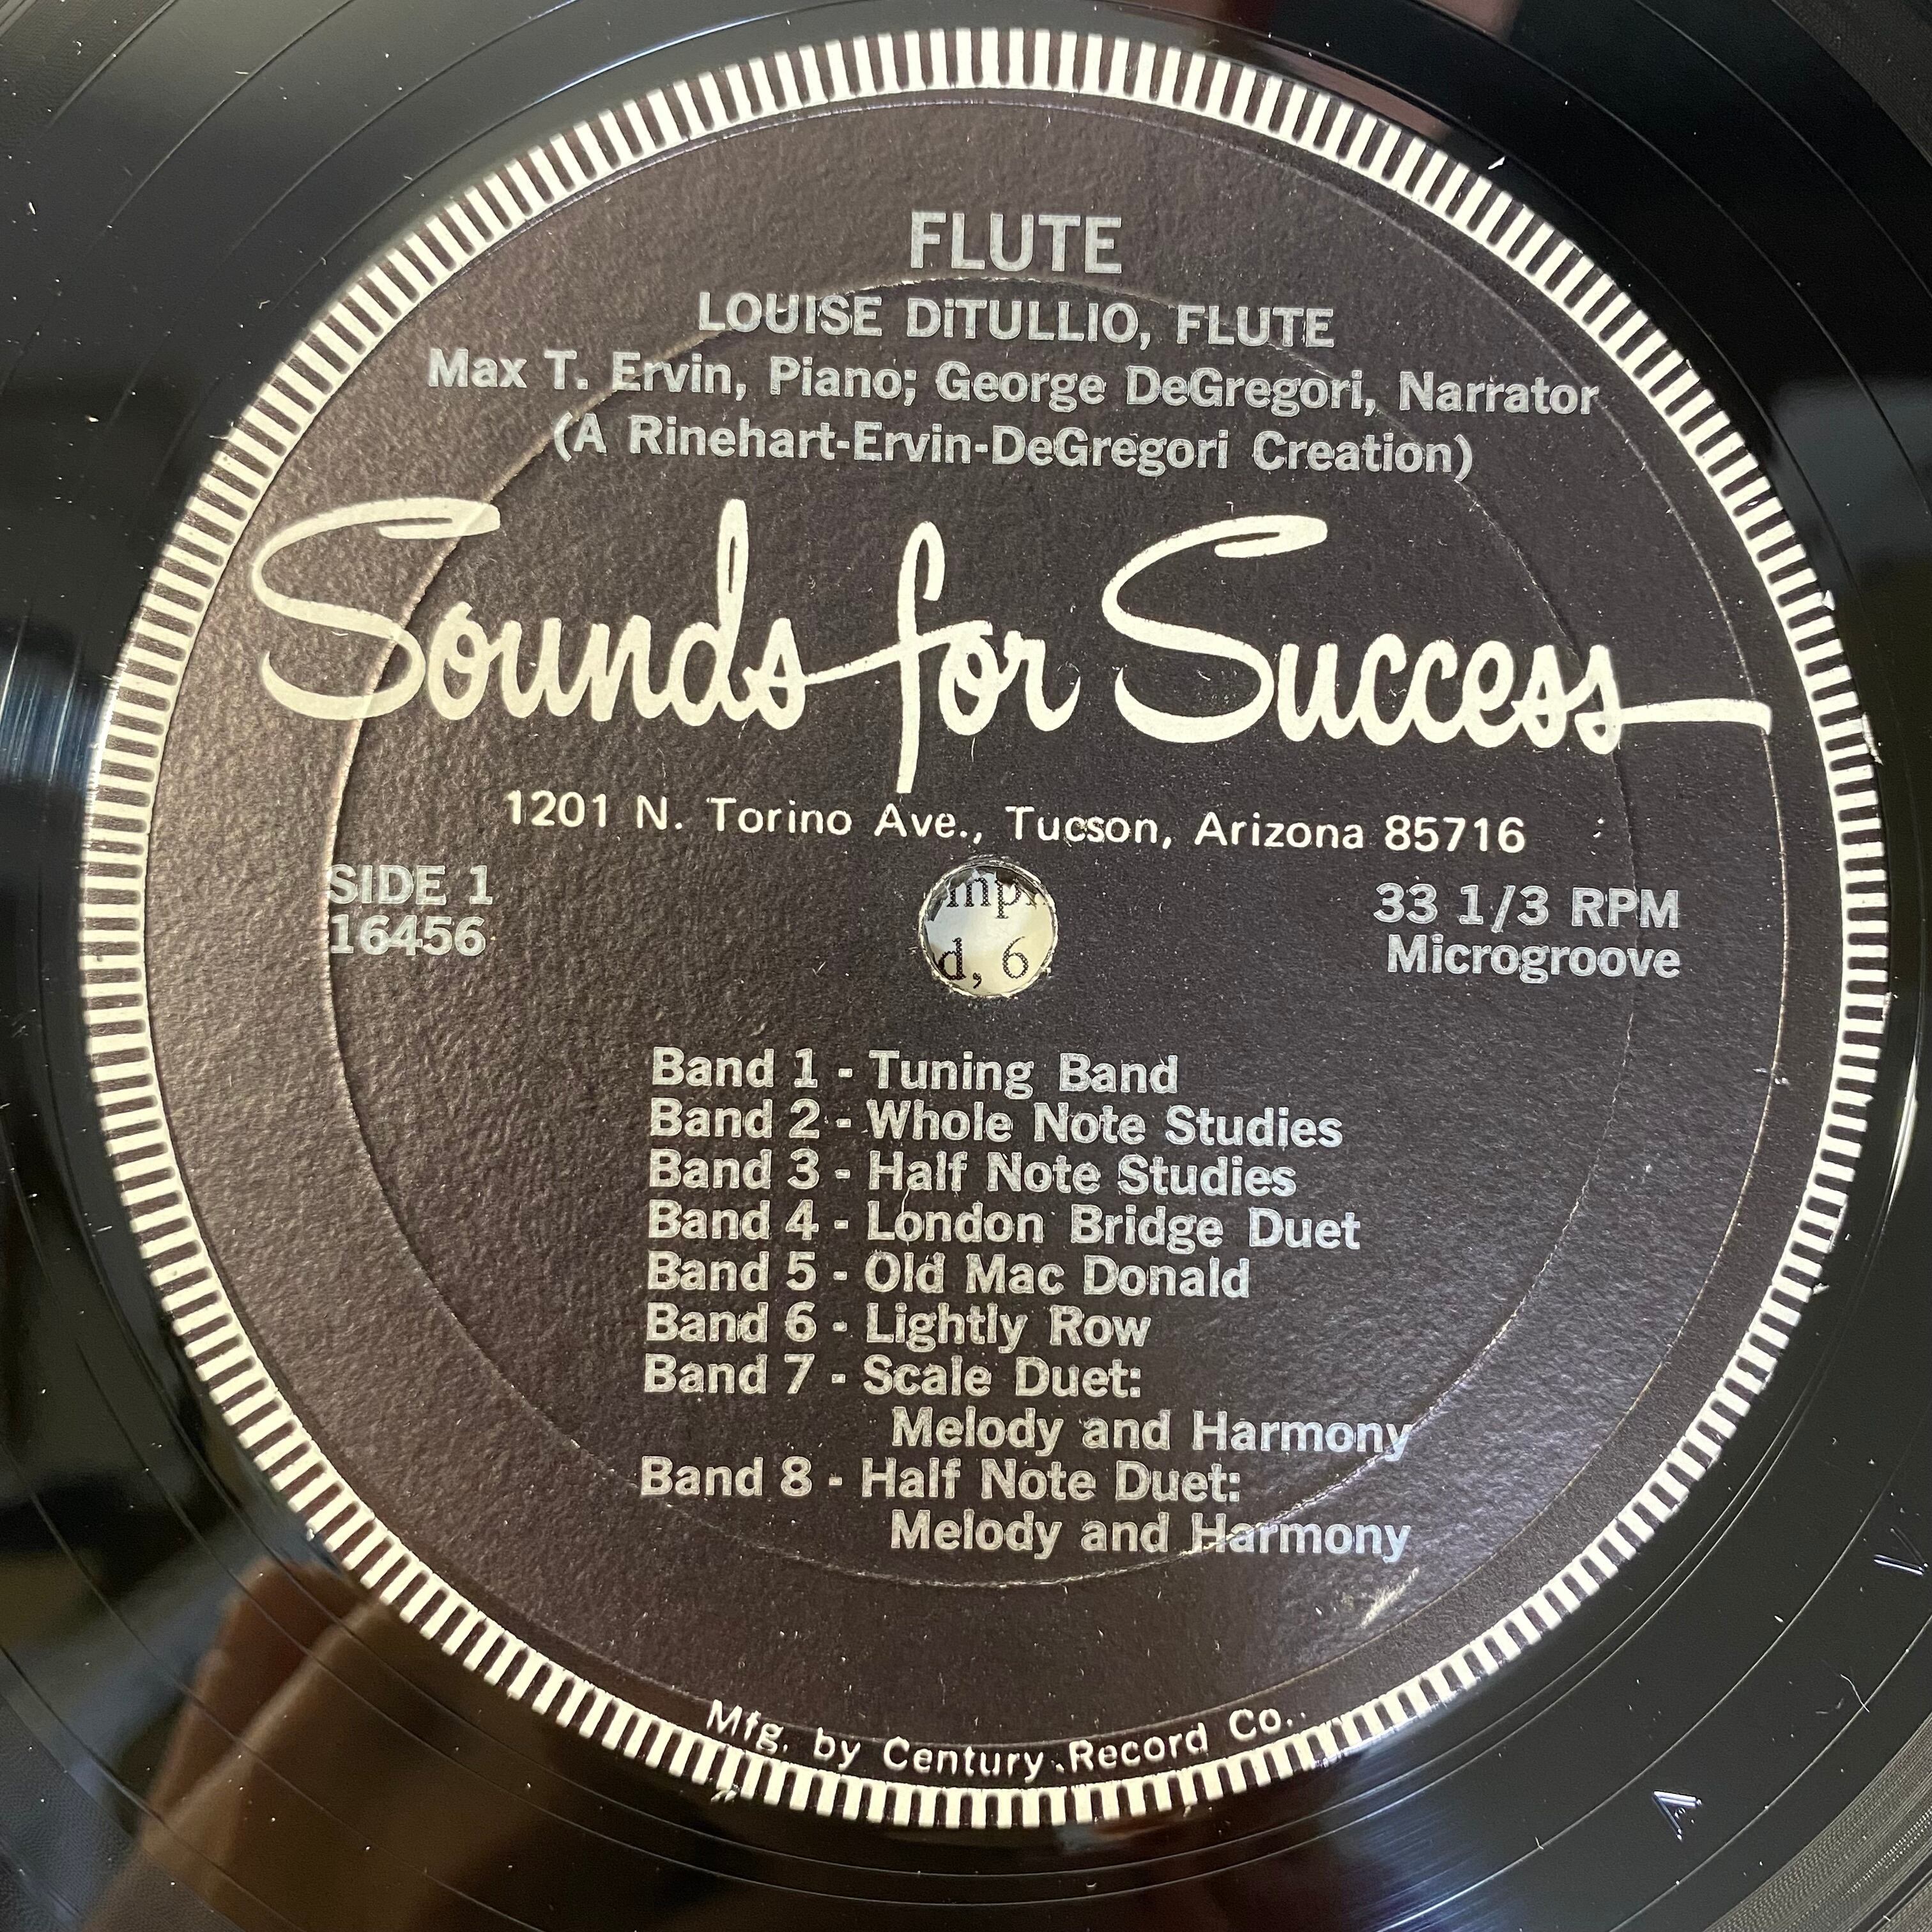 FLUTE
LOUISE DiTULLIO, FLUTE
Max T. Ervin, Piano; George DeGregori, Narrator
(A Rinehart-Ervin-DeGregori Creation)
Sounds for Success
1201 N. Torino Ave., Tucson, Arizona 85716
SIDE 1
16456
d, 6
33 1/3 RPM
Microgroove
Band 1 - Tuning Band
Band 2 - Whole Note Studies
Band 3 - Half Note Studies
Band 4 - London Bridge Duet
Band 5 - Old Mac Donald
Band 6 - Lightly Row
Band 7 - Scale Duet:
Melody and Harmony
Band 8 - Half Note Duet:
Melody and Harmony
Mfg. by Century Record Co.